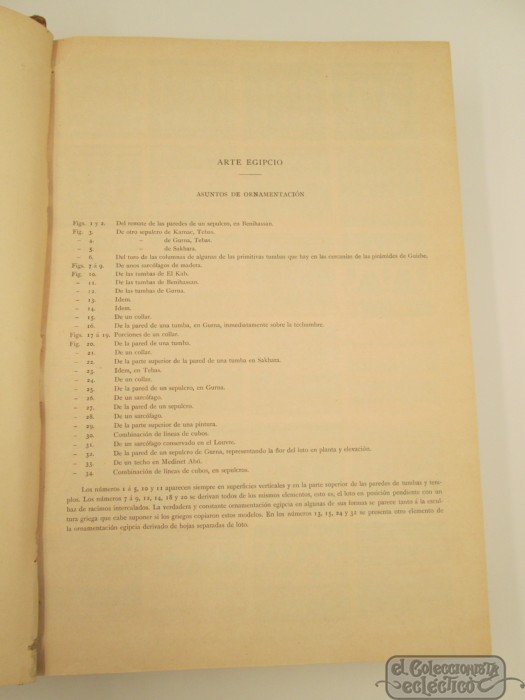 ARTE EGIPCIO
ASUNTOS DE ORNAMENTACIÓN
Figs. 1 y 2. Del remate de las paredes de un sepulcro, en Benihassan.
Fig. 3. De otro sepulcro de Karnac, Tebas.
– 4. – de Gurna, Tebas.
– 5. – de Sakhara.
– 6. Del toro de las columnas de algunas de las primitivas tumbas que hay en las cercanías de las pirámides de Guizha.
Figs. 7 á 9. De unos sarcófagos de madera.
Fig. 10. De las tumbas de El Kab.
– 11. De las tumbas de Benihassan.
– 12. De las tumbas de Gurna.
– 13. Idem.
– 14. Idem.
– 15. De un collar.
– 16. De la pared de una tumba, en Gurna, inmediatamente sobre la techumbre.
Figs. 17 á 19. Porciones de un collar.
Fig. 20. De la pared de una tumba.
– 21. De un collar.
– 22. De la parte superior de la pared de una tumba en Sakhara.
– 23. Idem, en Tebas.
– 24. De un collar.
– 25. De la pared de un sepulcro, en Gurna.
– 26. De un sarcófago.
– 27. De la pared de un sepulcro.
– 28. De un sarcófago.
– 29. De la parte superior de una pintura.
– 30. Combinación de líneas de cubos.
– 31. De un sarcófago conservado en el Louvre.
– 32. De la pared de un sepulcro de Gurna, representando la flor del loto en planta y elevación.
– 33. De un techo en Medinet Abú.
– 34. Combinación de líneas de cubos, en sepulcros.
Los números 2 á 5, 10 y 11 aparecen siempre en superficies verticales y en la parte superior de las paredes de tumbas y tem-
plos. Los números 7 á 9, 12, 24, 18 y 20 se derivan todos de los mismos elementos, esto es, el loto en posición pendiente con un
haz de racimos intercalados. La verdadera y constante ornamentación egipcia en algunas de sus formas se parece tanto á la escul-
tura griega que cabe suponer si los griegos copiaron estos modelos. En los números 13, 15, 24 y 32 se presenta otro elemento de
la ornamentación egipcia derivado de hojas separadas de loto.
el Coleccionista
ecléctico